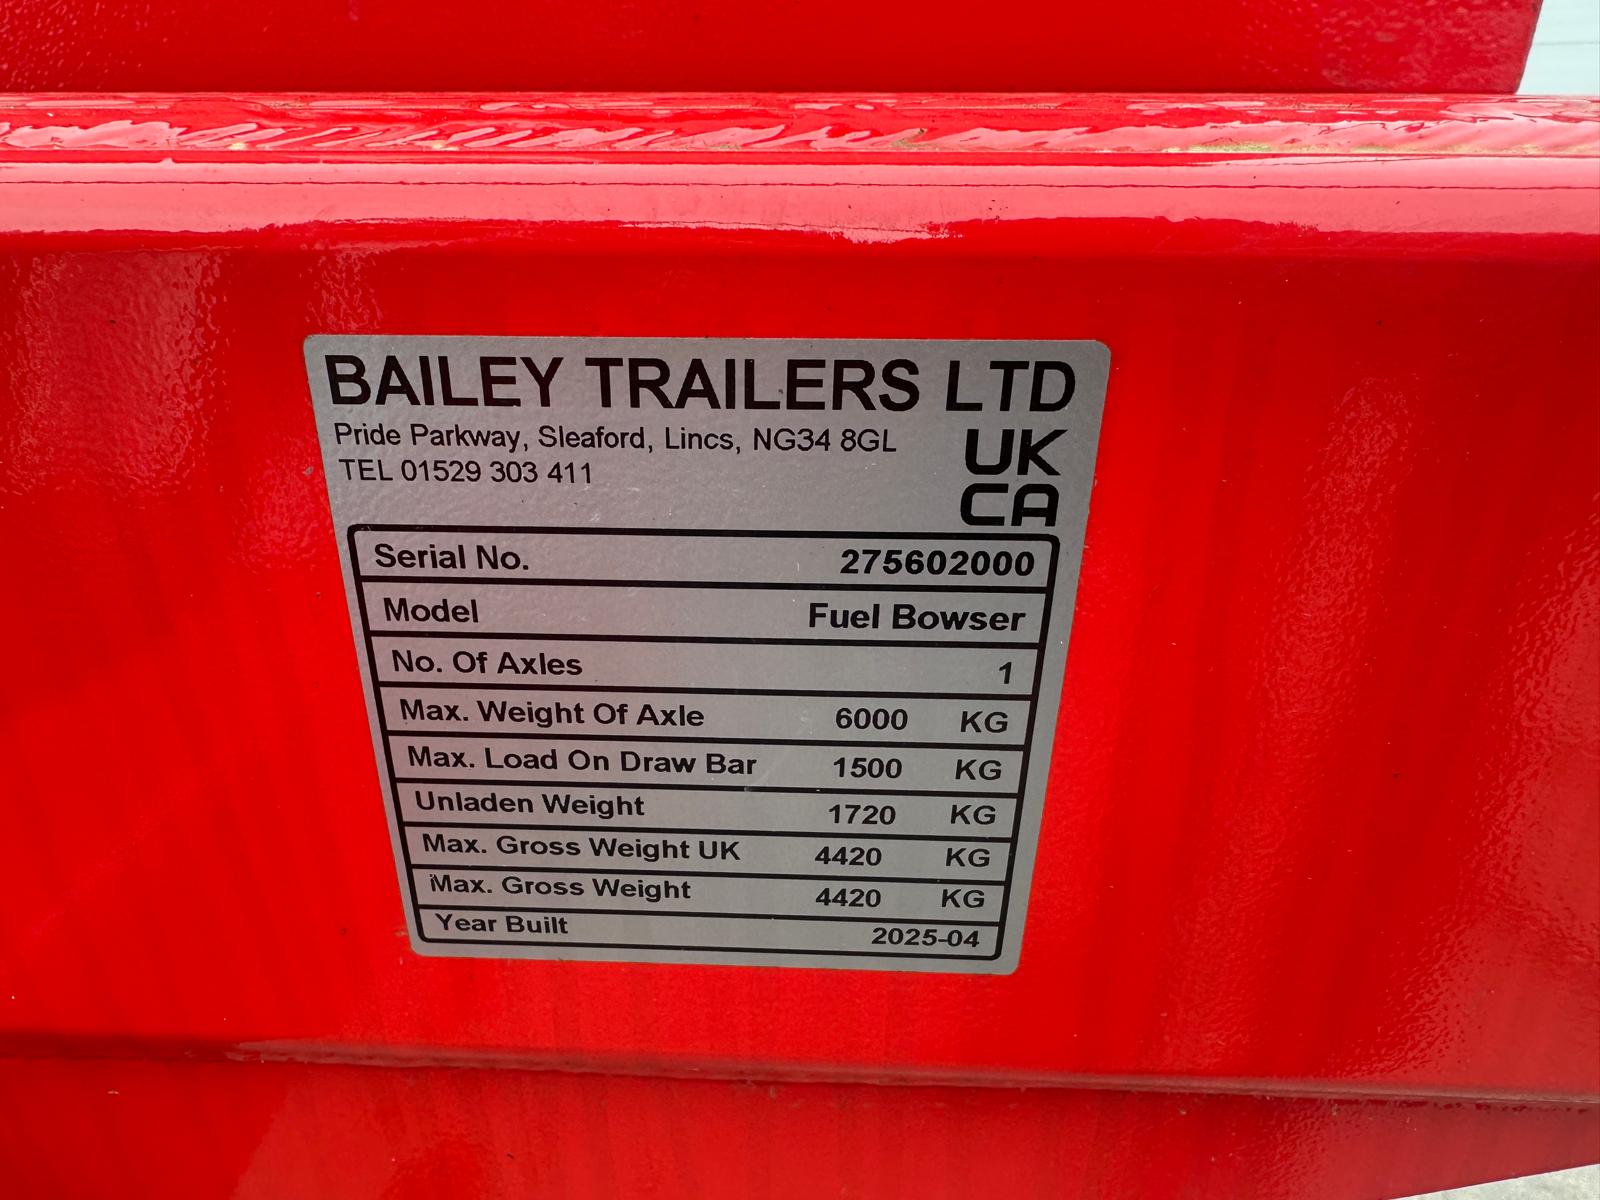 BAILEY TRAILERS LTD
Pride Parkway, Sleaford, Lincs, NG34 8GL
TEL 01529 303 411
UK
CA
Serial No. 275602000
Model Fuel Bowser
No. Of Axles 1
Max. Weight Of Axle 6000 KG
Max. Load On Draw Bar 1500 KG
Unladen Weight 1720 KG
Max. Gross Weight UK 4420 KG
Max. Gross Weight 4420 KG
Year Built 2025-04